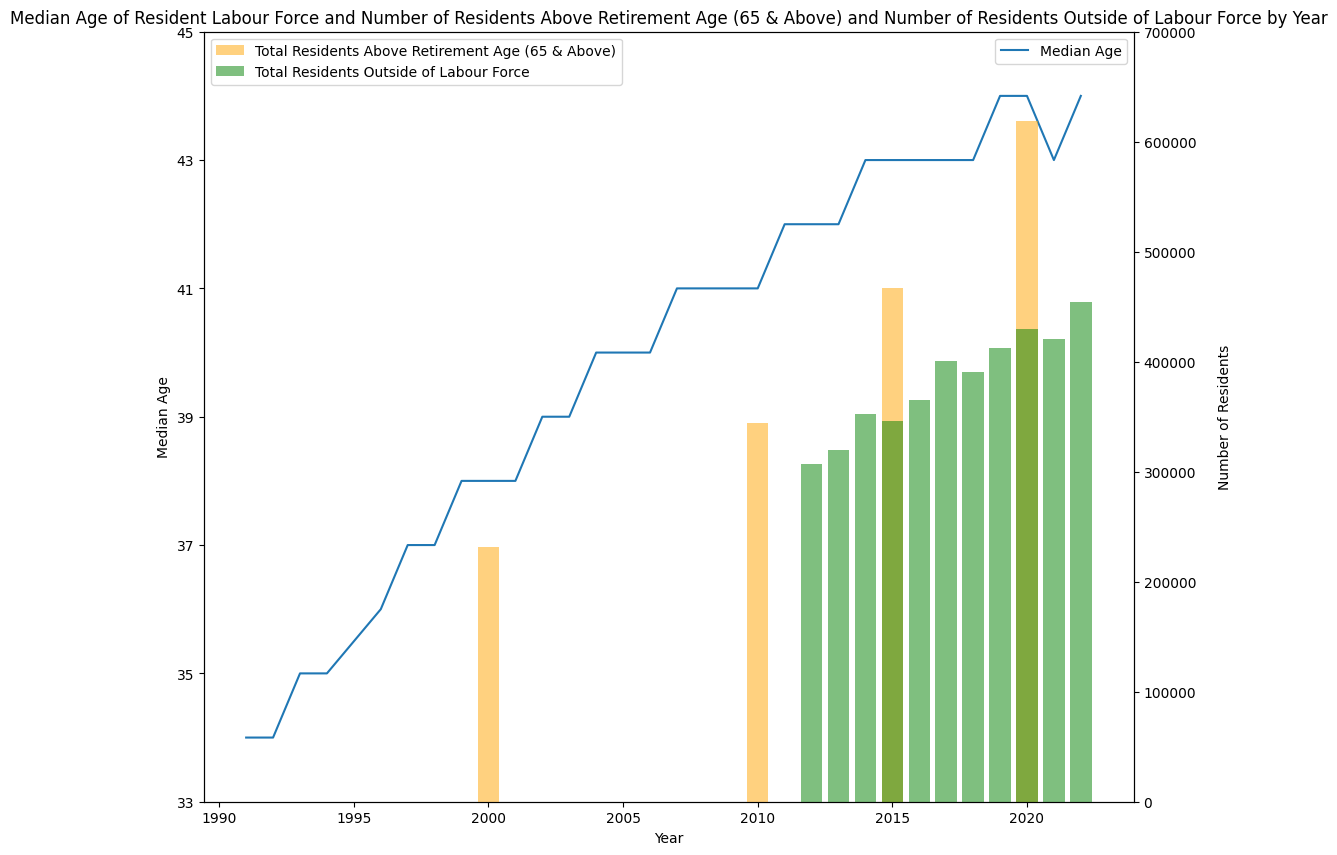 Median Age of Resident Labour Force and Number of Residents Above Retirement Age (65 & Above) and Number of Residents Outside of Labour Force by Year
Total Residents Above Retirement Age (65 & Above)
Total Residents Outside of Labour Force
Median Age
45
43
41
39
37
35
33
Median Age
700000
600000
500000
400000
300000
200000
100000
0
Number of Residents
1990 1995 2000 2005 2010 2015 2020
Year